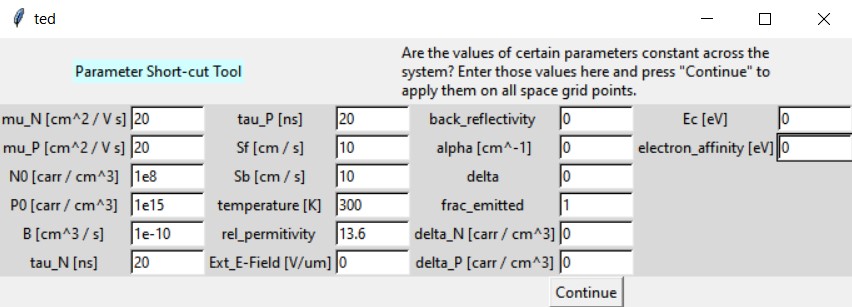 ted
Parameter Short-cut Tool
Are the values of certain parameters constant across the
system? Enter those values here and press "Continue" to
apply them on all space grid points.
mu_N [cm^2 / V s] 20 tau_P [ns] 20 back_reflectivity 0 Ec [eV] 0
mu_P [cm^2 / V s] 20 Sf [cm / s] 10 alpha [cm^-1] 0 electron_affinity [eV] 0
N0 [carr / cm^3] 1e8 Sb [cm / s] 10 delta 0
P0 [carr / cm^3] 1e15 temperature [K] 300 frac_emitted 1
B [cm^3 / s] 1e-10 rel_permitivity 13.6 delta_N [carr / cm^3] 0
tau_N [ns] 20 Ext_E-Field [V/um] 0 delta_P [carr / cm^3] 0
Continue